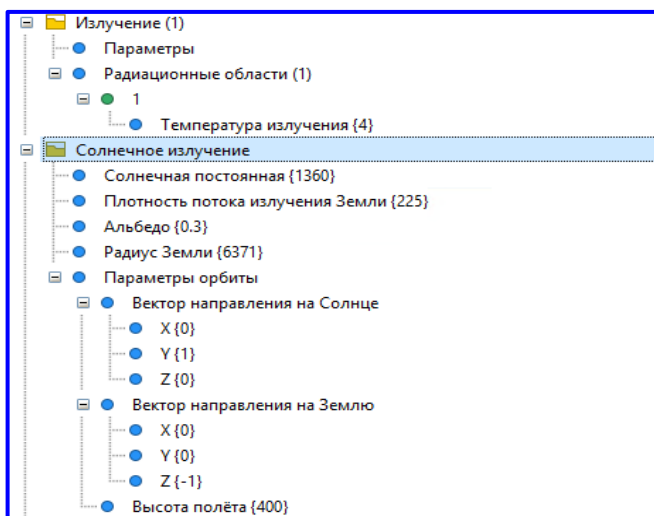 Излучение (1)
Параметры
Радиационные области (1)
1
Температура излучения {4}
Солнечное излучение
Солнечная постоянная {1360}
Плотность потока излучения Земли {225}
Альбедо {0.3}
Радиус Земли {6371}
Параметры орбиты
Вектор направления на Солнце
X {0}
Y {1}
Z {0}
Вектор направления на Землю
X {0}
Y {0}
Z {-1}
Высота полёта {400}